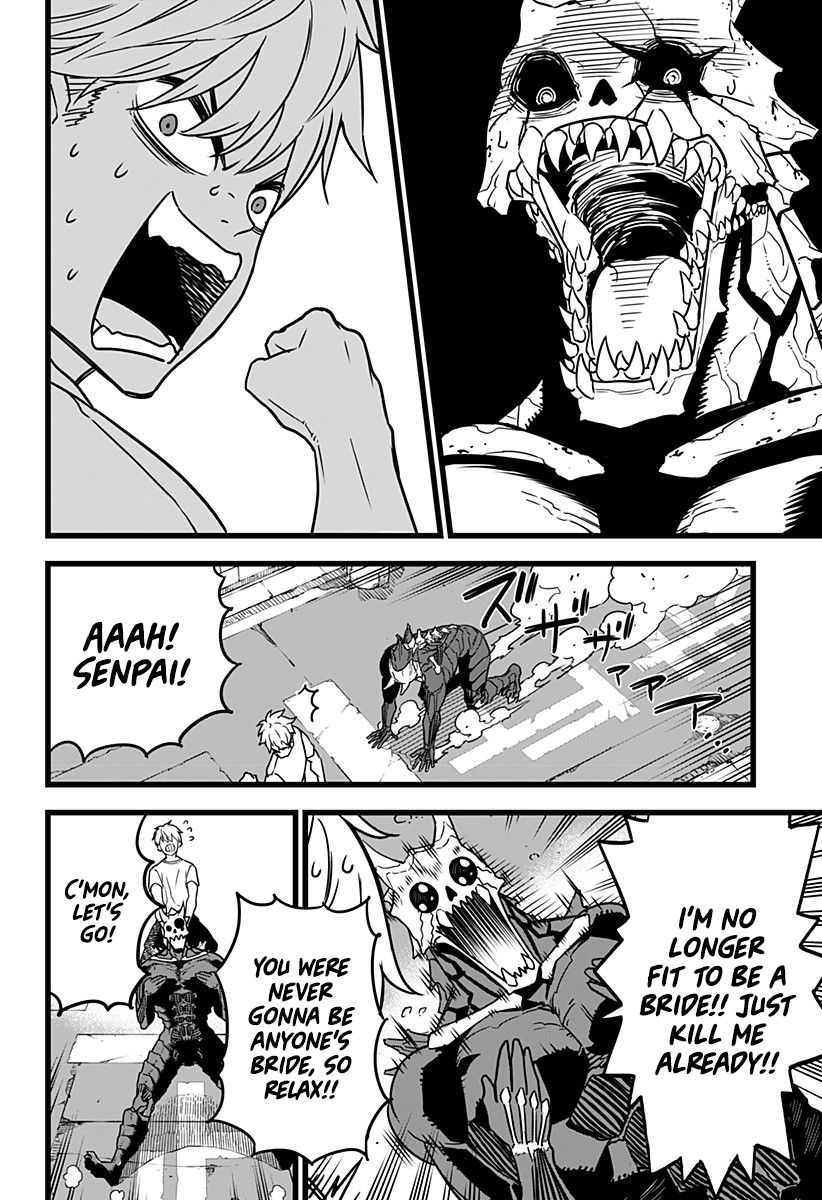 AAAH!
SENPAI!
ズザザァァァ…
I'M NO
LONGER
FIT TO BE A
BRIDE!! JUST
KILL ME
ALREADY!!
YOU WERE
NEVER
GONNA BE
ANYONE'S
BRIDE, SO
RELAX!!
C'MON,
LET'S
GO!